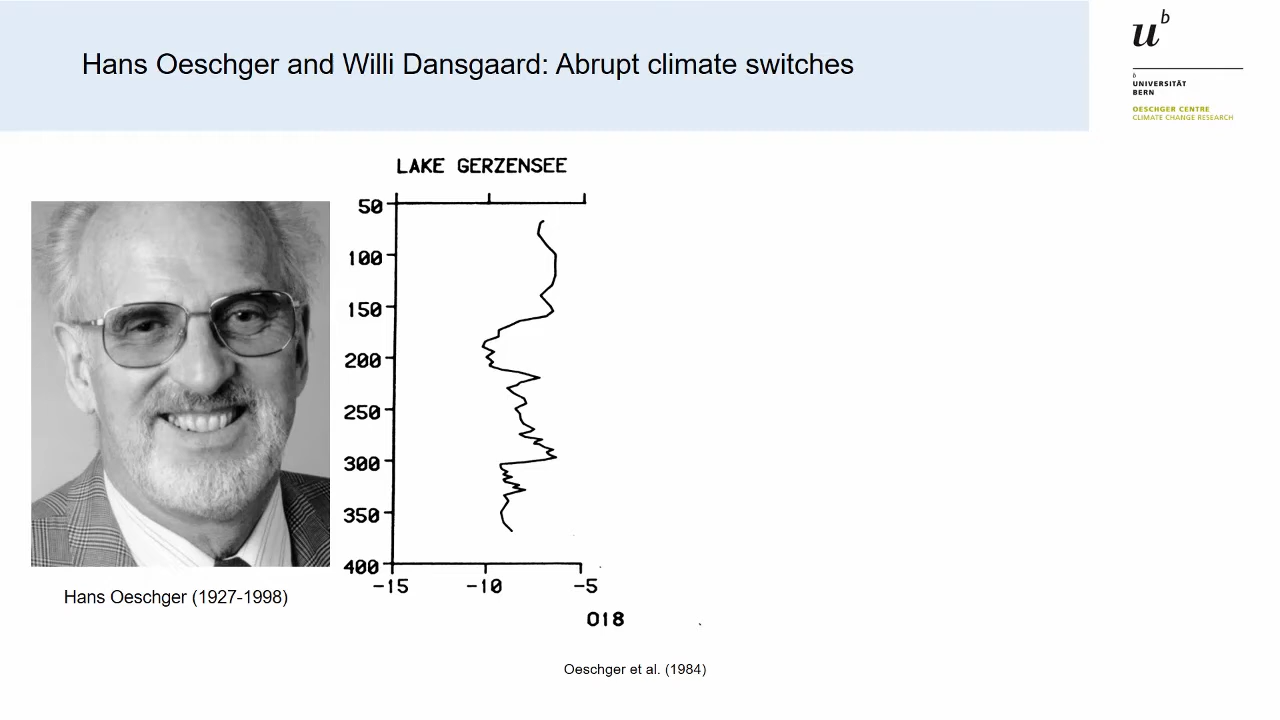 Hans Oeschger and Willi Dansgaard: Abrupt climate switches
u^b
b
UNIVERSITÄT
BERN
OESCHGER CENTRE
CLIMATE CHANGE RESEARCH
LAKE GERZENSEE
50
100
150
200
250
300
350
400
-15 -10 -5
O18
Hans Oeschger (1927-1998)
Oeschger et al. (1984)